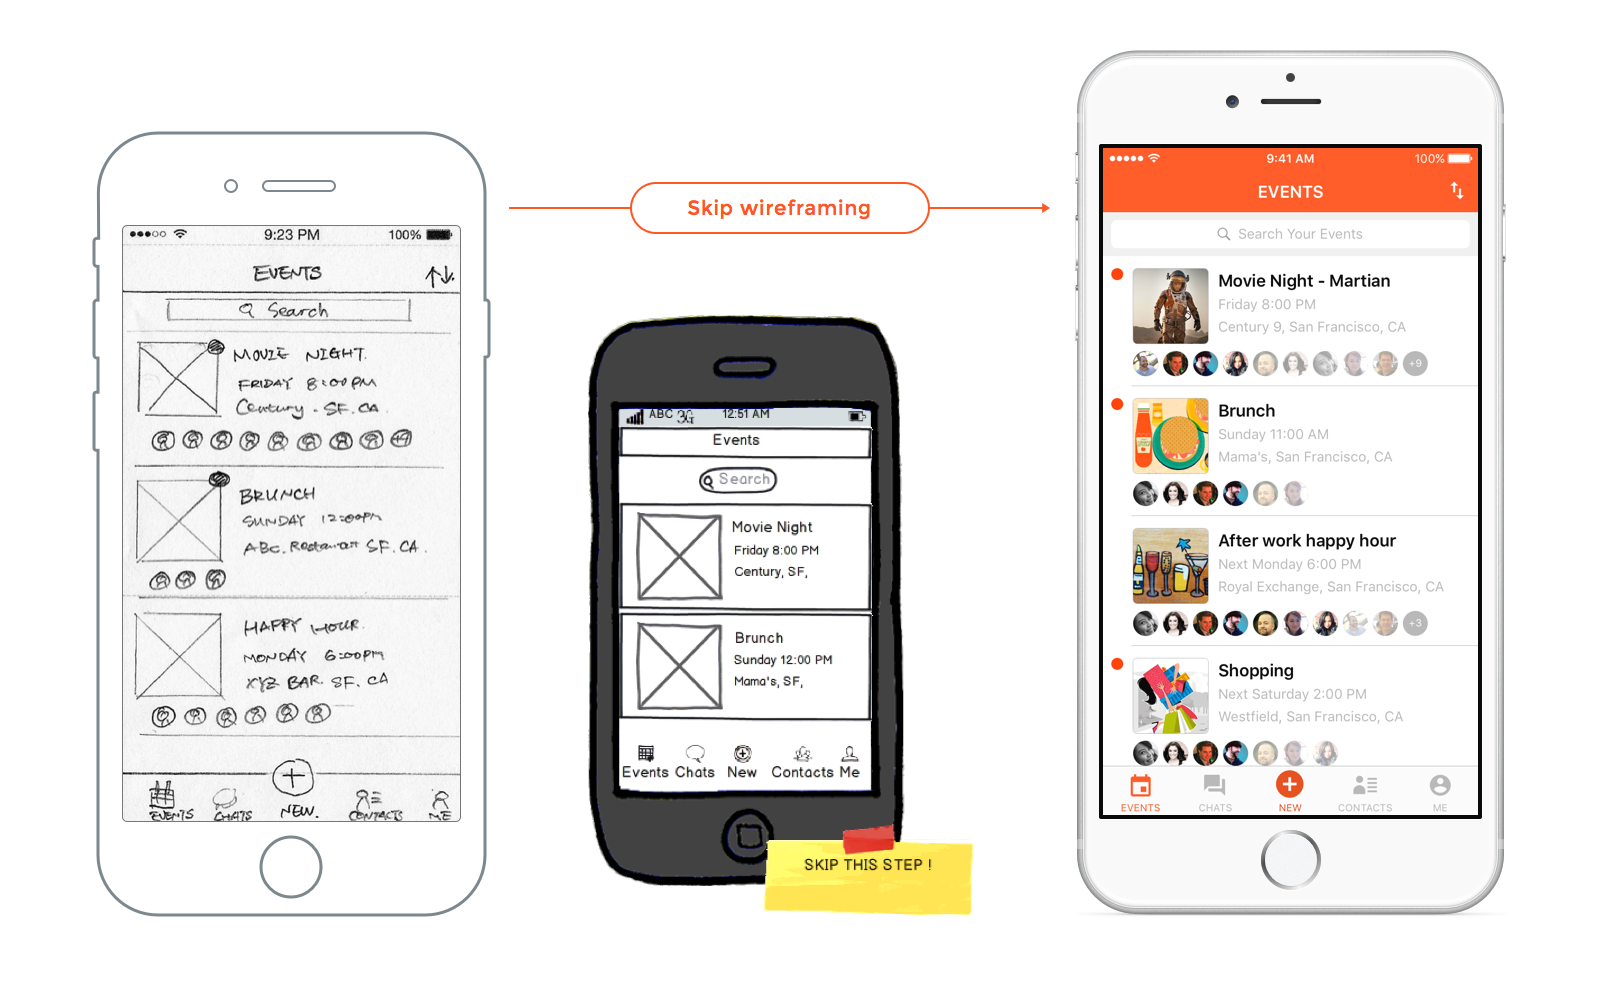 9:23 PM 100%
EVENTS
Search
MOVIE NIGHT.
FRIDAY 8:00 PM
Century. SF. CA.
+9
BRUNCH
SUNDAY 12:00PM
ABC. Restaurant SF. CA.
HAPPY HOUR.
MONDAY 6:00PM
XYZ BAR. SF. CA
EVENTS CHATS NEW. CONTACTS ME
Skip wireframing
ABC 3G 12:51 AM
Events
Search
Movie Night
Friday 8:00 PM
Century, SF,
Brunch
Sunday 12:00 PM
Mama's, SF,
Events Chats New Contacts Me
SKIP THIS STEP !
9:41 AM 100%
EVENTS
Search Your Events
Movie Night - Martian
Friday 8:00 PM
Century 9, San Francisco, CA
+9
Brunch
Sunday 11:00 AM
Mama's, San Francisco, CA
After work happy hour
Next Monday 6:00 PM
Royal Exchange, San Francisco, CA
+3
Shopping
Next Saturday 2:00 PM
Westfield, San Francisco, CA
EVENTS CHATS NEW CONTACTS ME